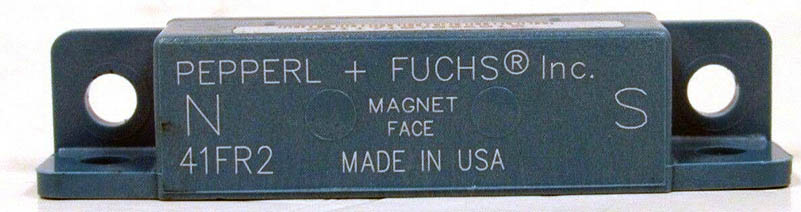 PEPPERL + FUCHS® Inc.
N MAGNET FACE S
41FR2 MADE IN USA